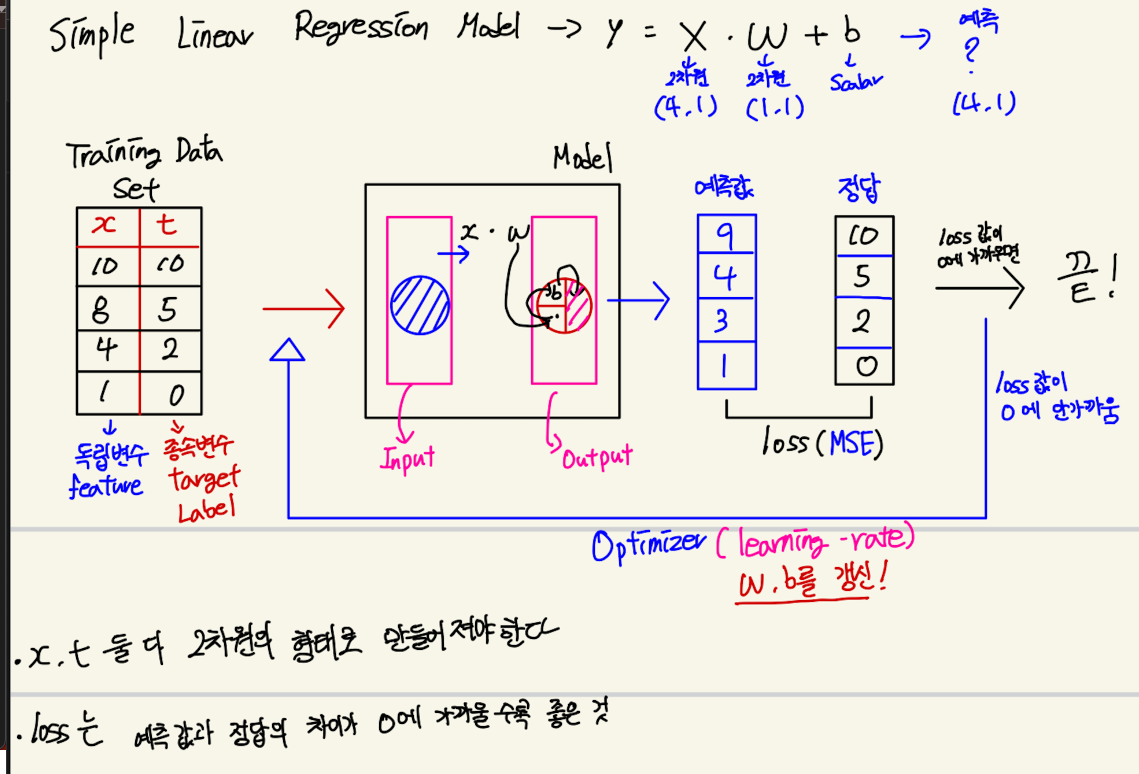 Simple Linear Regression Model → y = X · W + b → 예측
?
2차원 2차원 Scalar
(4,1) (1,1) (4,1)
Training Data
Set
x t
10 10
8 5
4 2
1 0
독립변수 종속변수
feature target
Label
Model
x · w
b
Input
Output
예측값 정답
9 10
4 5
3 2
1 0
loss (MSE)
loss 값이
0에 가까우면
끝!
loss 값이
0에 안가까움
Optimizer (learning-rate)
W, b를 갱신!
. x, t 둘 다 2차원의 형태로 만들어져야 한다
. loss는 예측값과 정답의 차이가 0에 가까울수록 좋은 것